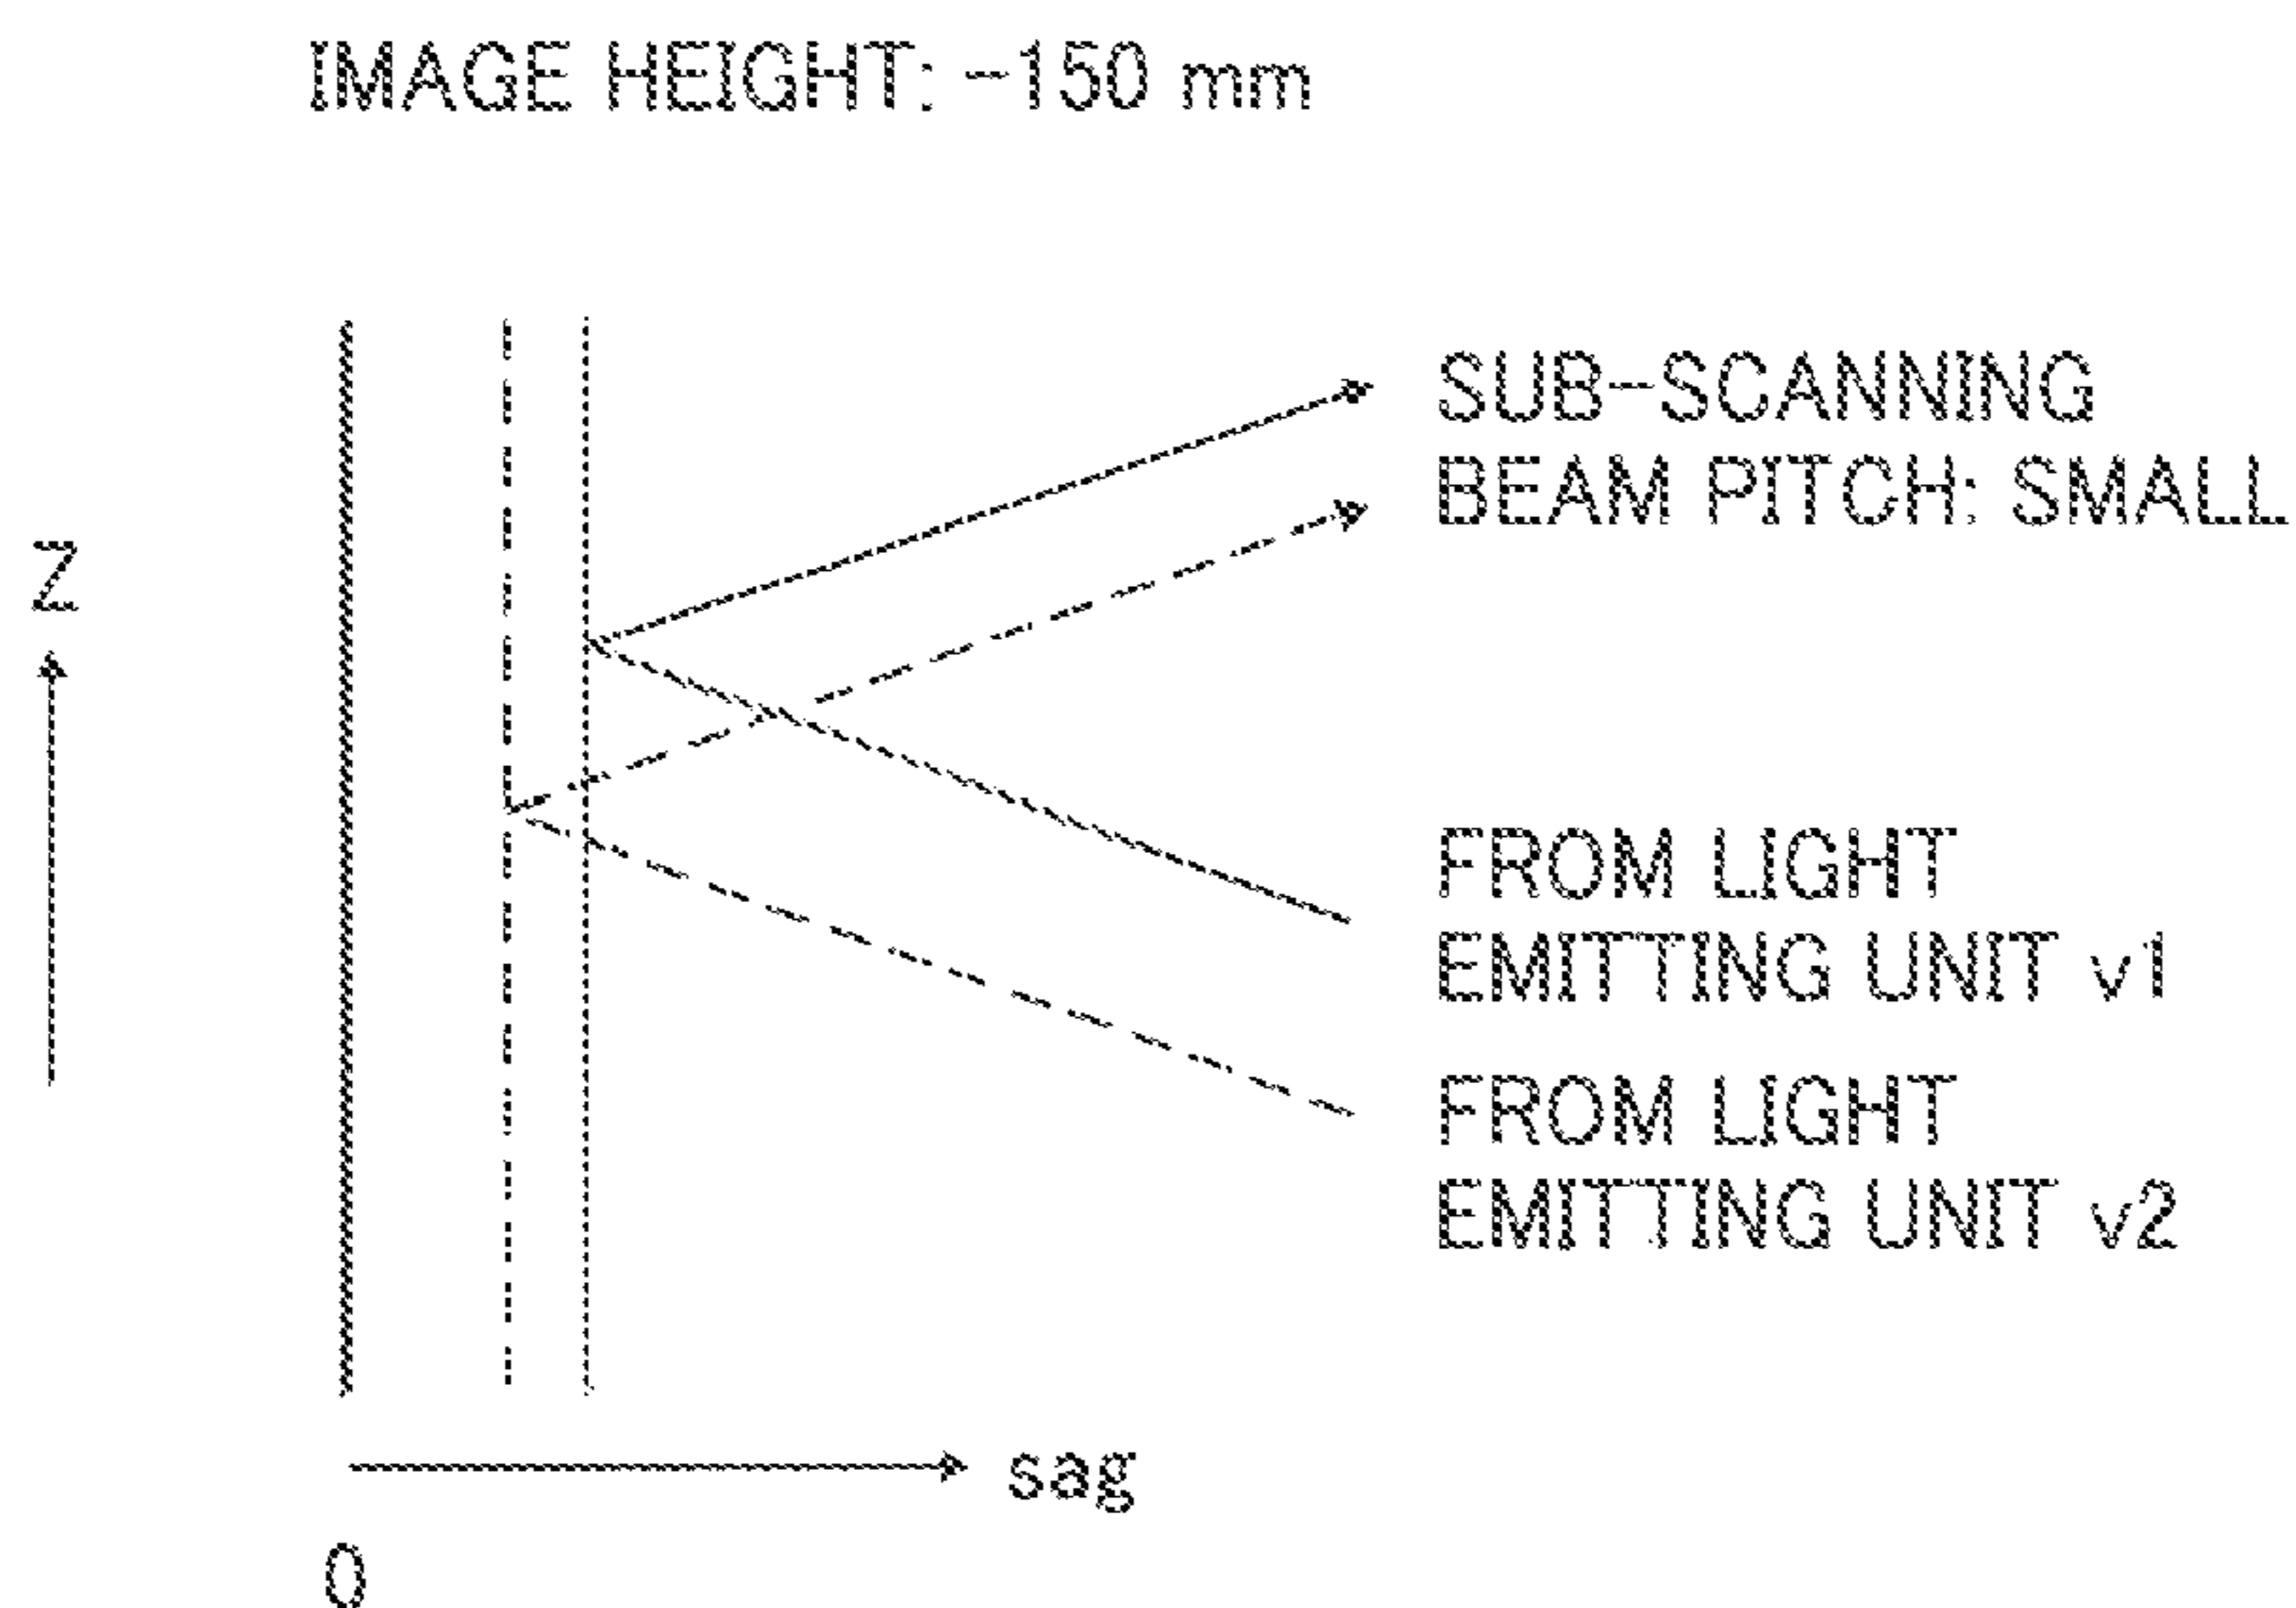 IMAGE HEIGHT: -150 mm
SUB-SCANNING
BEAM PITCH: SMALL
Z
FROM LIGHT
EMITTING UNIT v1
FROM LIGHT
EMITTING UNIT v2
sag
0